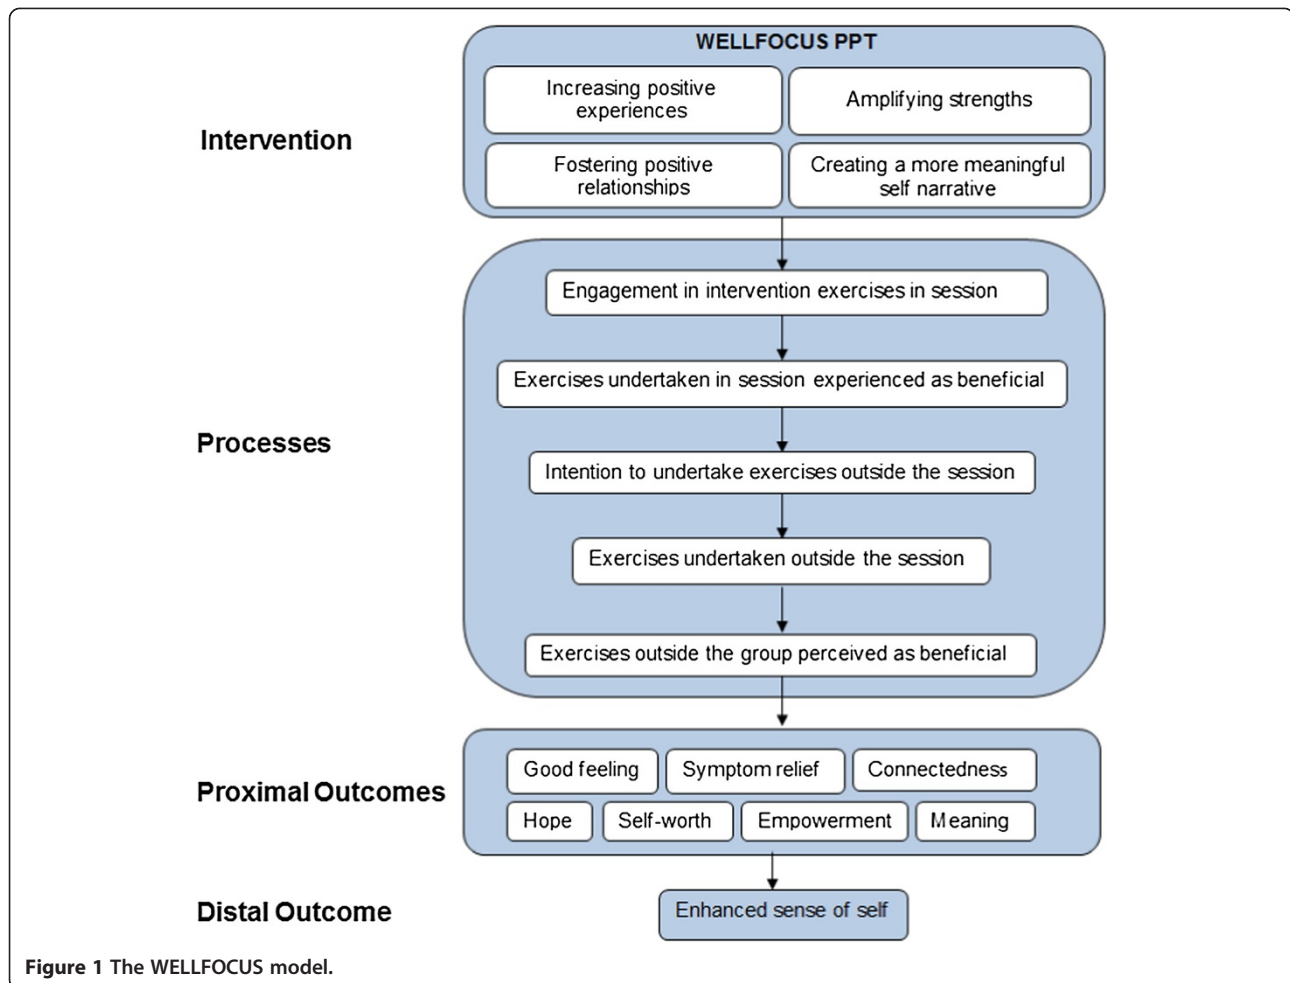 WELLFOCUS PPT
Increasing positive
experiences
Amplifying strengths
Intervention
Fostering positive
relationships
Creating a more meaningful
self narrative
Engagement in intervention exercises in session
Exercises undertaken in session experienced as beneficial
Processes
Intention to undertake exercises outside the session
Exercises undertaken outside the session
Exercises outside the group perceived as beneficial
Good feeling
Symptom relief
Connectedness
Proximal Outcomes
Hope
Self-worth
Empowerment
Meaning
Distal Outcome
Enhanced sense of self
Figure 1 The WELLFOCUS model.